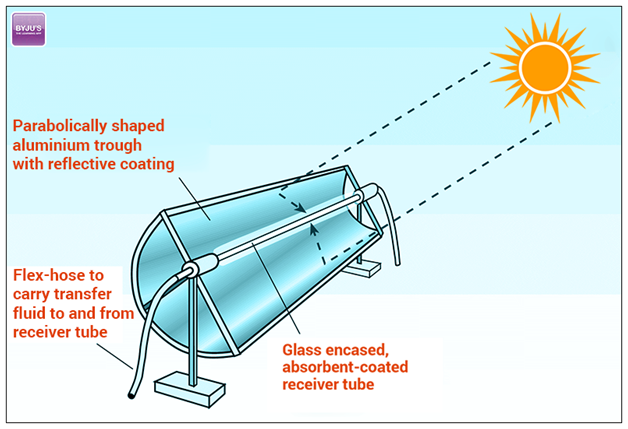 BYJU'S
THE LEARNING APP
Parabolically shaped
aluminium trough
with reflective coating
Flex-hose to
carry transfer
fluid to and from
receiver tube
Glass encased,
absorbent-coated
receiver tube